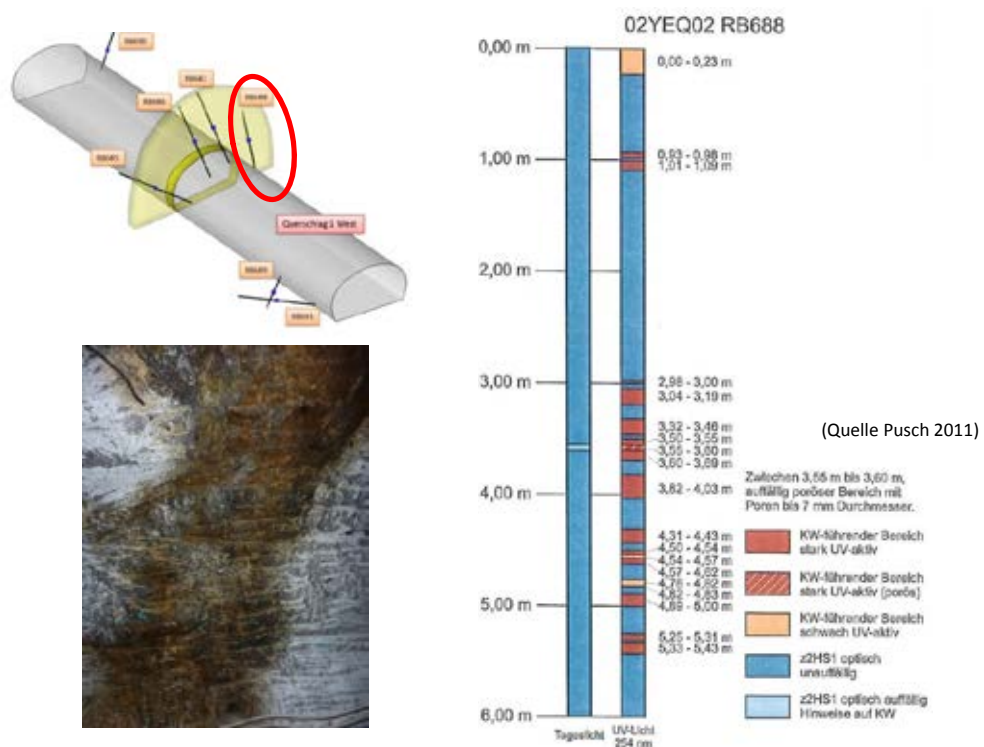 02YEQ02 RB688
0,00 m
1,00 m
2,00 m
3,00 m
4,00 m
5,00 m
6,00 m
0,00 - 0,23 m
0,93 - 0,98 m
1,01 - 1,09 m
2,98 - 3,00 m
3,04 - 3,19 m
3,32 - 3,46 m
3,50 - 3,55 m
3,55 - 3,60 m
3,60 - 3,69 m
3,82 - 4,03 m
4,31 - 4,43 m
4,50 - 4,54 m
4,54 - 4,57 m
4,57 - 4,62 m
4,82 - 4,83 m
4,89 - 5,00 m
5,25 - 5,31 m
5,33 - 5,43 m
Tageslicht
UV-Licht
254 nm
(Quelle Pusch 2011)
Zwischen 3,55 m bis 3,60 m,
auffällig poröser Bereich mit
Poren bis 7 mm Durchmesser.
KW-führender Bereich
stark UV-aktiv
KW-führender Bereich
stark UV-aktiv (porös)
KW-führender Bereich
schwach UV-aktiv
z2HS1 optisch
unauffällig
z2HS1 optisch auffällig
Hinweise auf KW
Querschlag 1 West